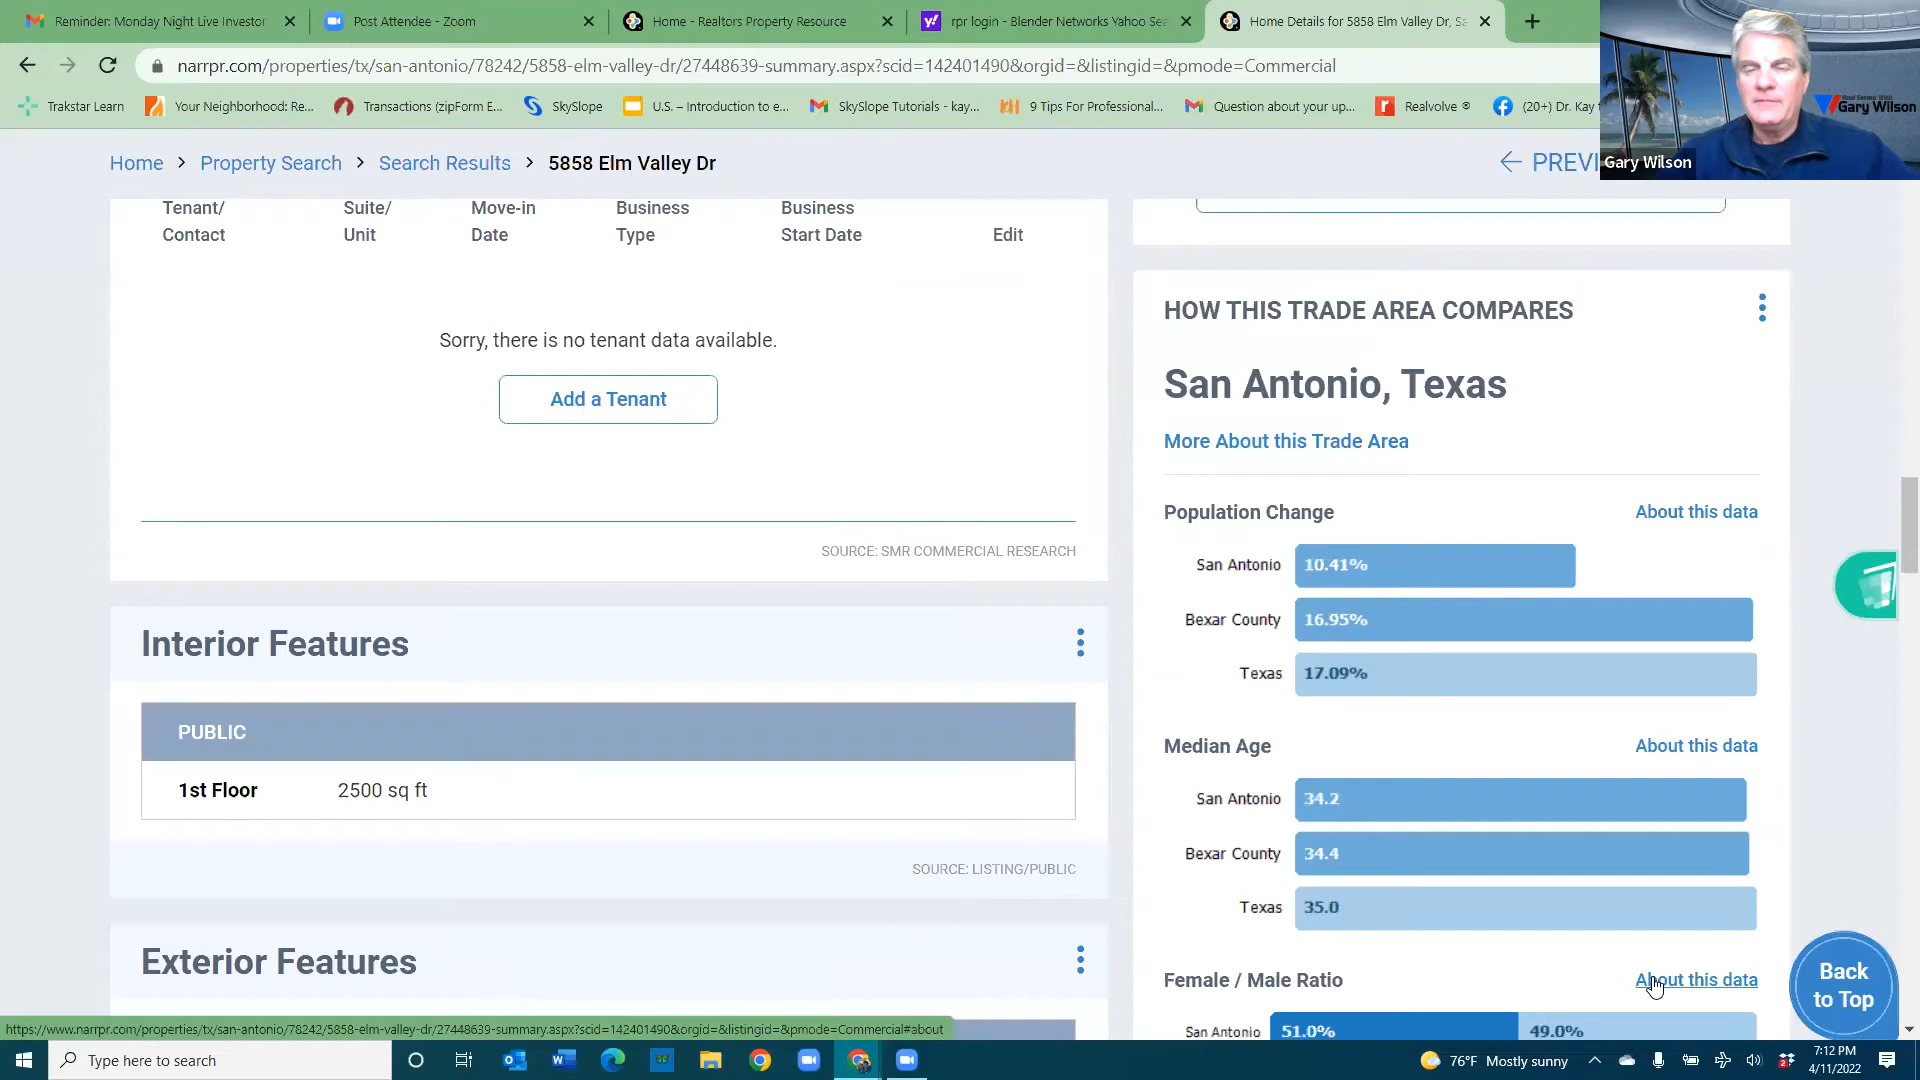 Reminder: Monday Night Live Investor
Post Attendee - Zoom
Home - Realtors Property Resource
rpr login - Blender Networks Yahoo Sea
Home Details for 5858 Elm Valley Dr, Sa
narrpr.com/properties/tx/san-antonio/78242/5858-elm-valley-dr/27448639-summary.aspx?scid=142401490&orgid=&listingid=&pmode=Commercial
Trakstar Learn
Your Neighborhood: Re...
Transactions (zipForm E...
SkySlope
U.S. – Introduction to e...
SkySlope Tutorials - kay...
9 Tips For Professional...
Question about your up...
Realvolve ®
(20+) Dr. Kay
Gary Wilson
Gary Wilson
Home > Property Search > Search Results > 5858 Elm Valley Dr
← PREVI
Tenant/ Suite/ Move-in Business Business
Contact Unit Date Type Start Date Edit
Sorry, there is no tenant data available.
Add a Tenant
SOURCE: SMR COMMERCIAL RESEARCH
Interior Features
PUBLIC
1st Floor 2500 sq ft
SOURCE: LISTING/PUBLIC
Exterior Features
HOW THIS TRADE AREA COMPARES
San Antonio, Texas
More About this Trade Area
Population Change About this data
San Antonio 10.41%
Bexar County 16.95%
Texas 17.09%
Median Age About this data
San Antonio 34.2
Bexar County 34.4
Texas 35.0
Female / Male Ratio About this data
San Antonio 51.0% 49.0%
Back
to Top
https://www.narrpr.com/properties/tx/san-antonio/78242/5858-elm-valley-dr/27448639-summary.aspx?scid=142401490&orgid=&listingid=&pmode=Commercial#about
Type here to search
76°F Mostly sunny
7:12 PM
4/11/2022